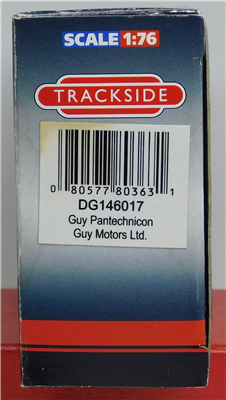 SCALE 1:76
TRACKSIDE
0 80577 80363 1
DG146017
Guy Pantechnicon
Guy Motors Ltd.